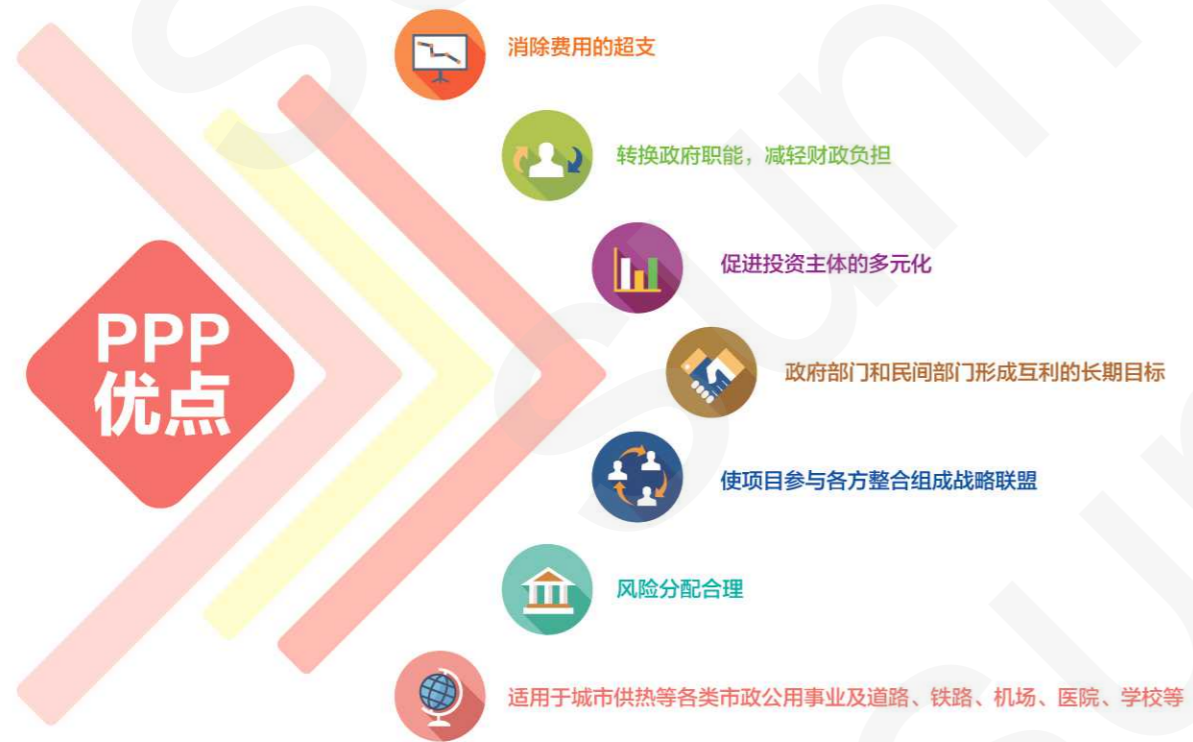 消除费用的超支
转换政府职能，减轻财政负担
促进投资主体的多元化
PPP
优点
政府部门和民间部门形成互利的长期目标
使项目参与各方整合组成战略联盟
风险分配合理
适用于城市供热等各类市政公用事业及道路、铁路、机场、医院、学校等